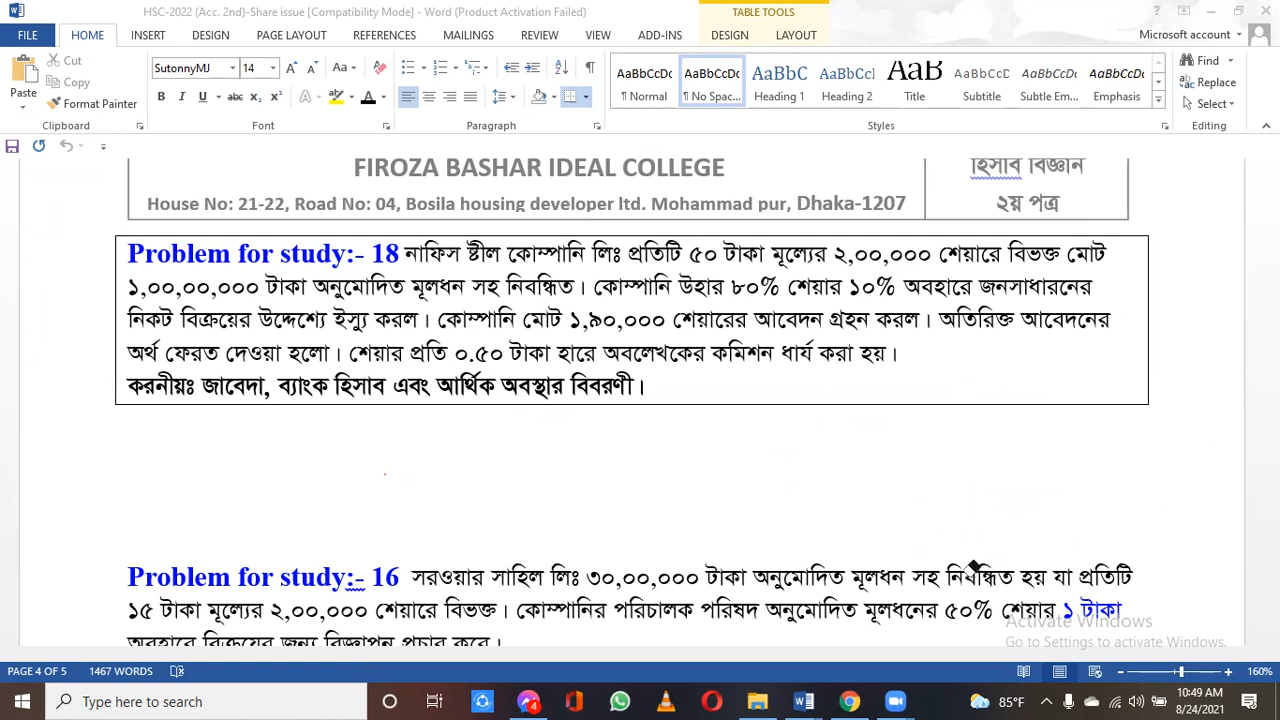 HSC-2022 (Acc. 2nd)-Share issue [Compatibility Mode] - Word (Product Activation Failed)
TABLE TOOLS
FILE HOME INSERT DESIGN PAGE LAYOUT REFERENCES MAILINGS REVIEW VIEW ADD-INS DESIGN LAYOUT Microsoft account
Cut
Copy
Format Painter
Paste
Clipboard
SutonnyMJ 14
Font
Paragraph
AaBbCcDc AaBbCcDc AaBbC AaBbCcl AaB AaBbCcD AaBbCcDc AaBbCcDc
¶ Normal ¶ No Spac... Heading 1 Heading 2 Title Subtitle Subtle Em... Emphasis
Styles
Find
Replace
Select
Editing
FIROZA BASHAR IDEAL COLLEGE
House No: 21-22, Road No: 04, Bosila housing developer ltd. Mohammad pur, Dhaka-1207
হিসাব বিজ্ঞান
২য় পত্র
Problem for study:- 18 নাফিস ষ্টীল কোম্পানি লিঃ প্রতিটি ৫০ টাকা মূল্যের ২,০০,০০০ শেয়ারে বিভক্ত মোট
১,০০,০০,০০০ টাকা অনুমোদিত মূলধন সহ নিবন্ধিত। কোম্পানি উহার ৮০% শেয়ার ১০% অবহারে জনসাধারনের
নিকট বিক্রয়ের উদ্দেশ্যে ইস্যু করল। কোম্পানি মোট ১,৯০,০০০ শেয়ারের আবেদন গ্রহন করল। অতিরিক্ত আবেদনের
অর্থ ফেরত দেওয়া হলো। শেয়ার প্রতি ০.৫০ টাকা হারে অবলেখকের কমিশন ধার্য করা হয়।
করনীয়ঃ জাবেদা, ব্যাংক হিসাব এবং আর্থিক অবস্থার বিবরণী।
Problem for study:- 16 সরওয়ার সাহিল লিঃ ৩০,০০,০০০ টাকা অনুমোদিত মূলধন সহ নিবন্ধিত হয় যা প্রতিটি
১৫ টাকা মূল্যের ২,০০,০০০ শেয়ারে বিভক্ত। কোম্পানির পরিচালক পরিষদ অনুমোদিত মূলধনের ৫০% শেয়ার ১ টাকা
অবহারে বিক্রয়ের জন্য বিজ্ঞাপন প্রচার করে।
Activate Windows
Go to Settings to activate Windows.
PAGE 4 OF 5 1467 WORDS 160%
Type here to search
4
85°F
10:49 AM
8/24/2021